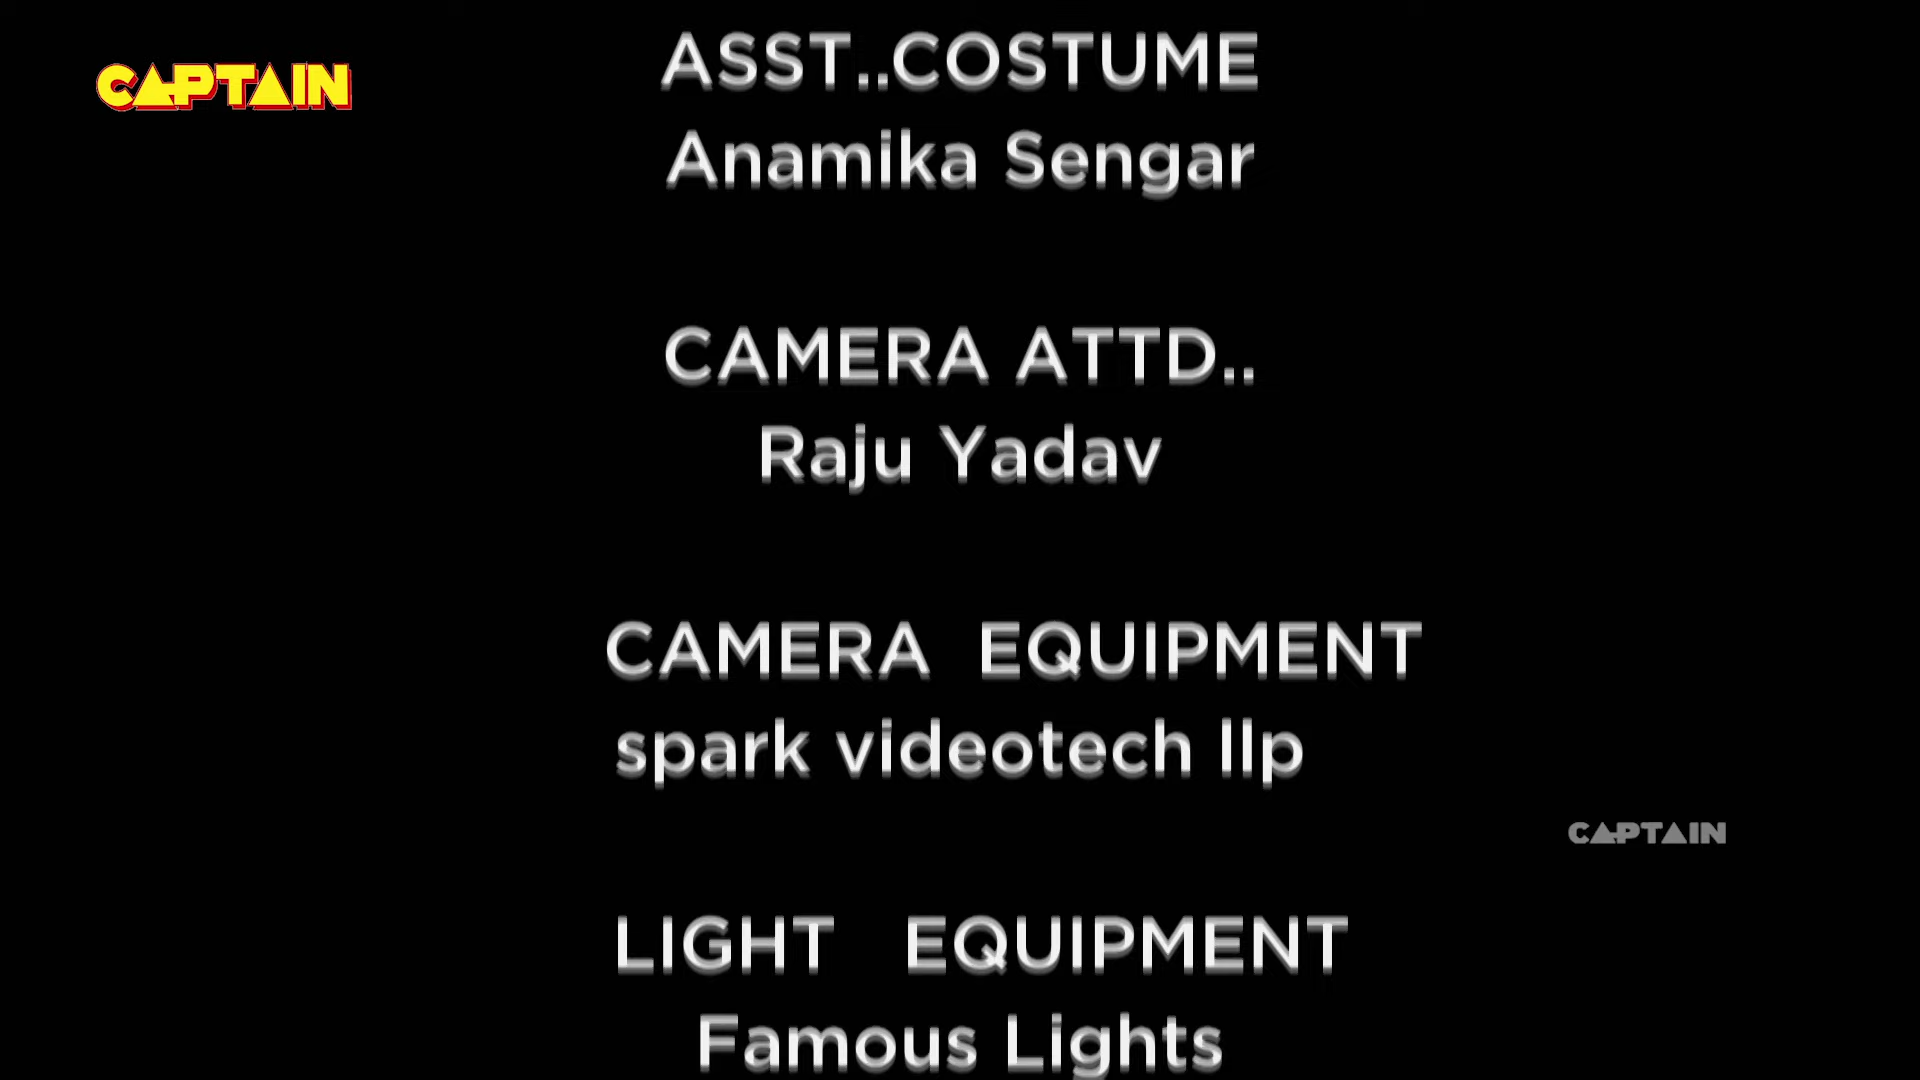 CAPTAIN
ASST..COSTUME
Anamika Sengar
CAMERA ATTD..
Raju Yadav
CAMERA EQUIPMENT
spark videotech llp
CAPTAIN
LIGHT EQUIPMENT
Famous Lights